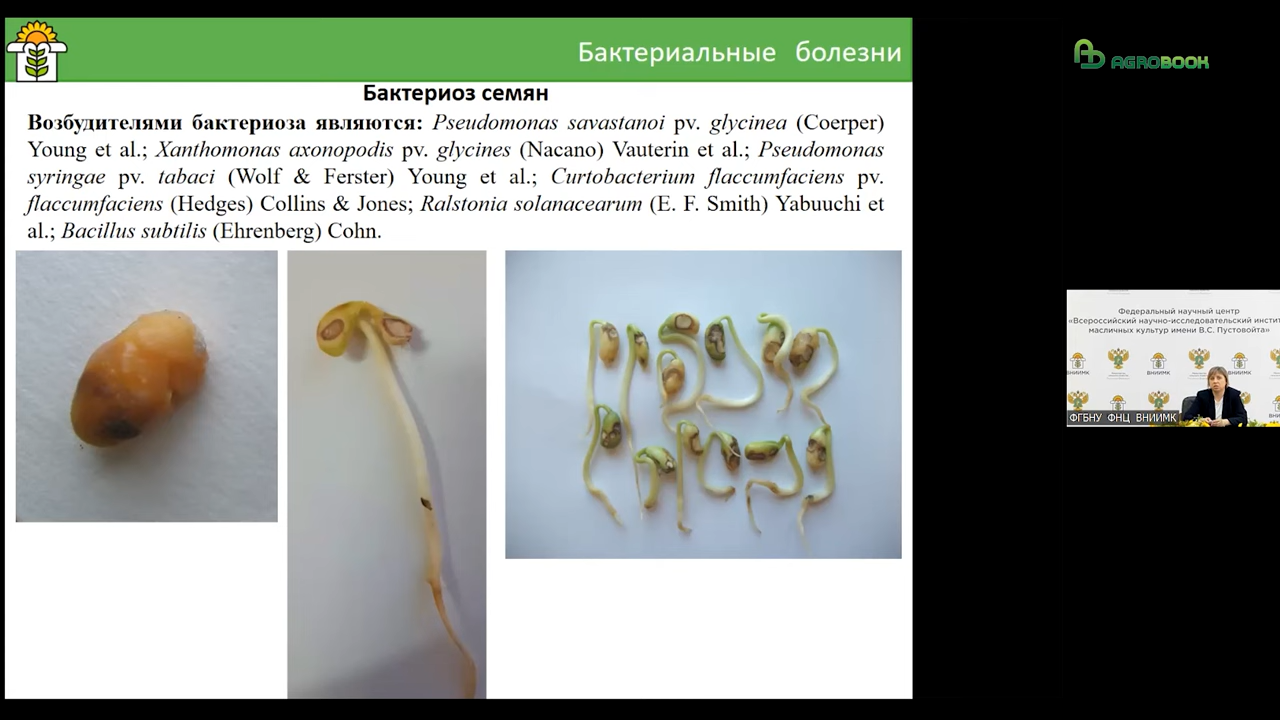 Бактериальные болезни
Бактериоз семян
Возбудителями бактериоза являются: Pseudomonas savastanoi pv. glycinea (Coerper)
Young et al.; Xanthomonas axonopodis pv. glycines (Nacano) Vauterin et al.; Pseudomonas
syringae pv. tabaci (Wolf & Ferster) Young et al.; Curtobacterium flaccumfaciens pv.
flaccumfaciens (Hedges) Collins & Jones; Ralstonia solanacearum (E. F. Smith) Yabuuchi et
al.; Bacillus subtilis (Ehrenberg) Cohn.
AGROBOOK
Федеральный научный центр
«Всероссийский научно-исследовательский инстит
масличных культур имени В.С. Пустовойта»
ВНИИМК
ВНИИМК
ФГБНУ ФНЦ ВНИИМК